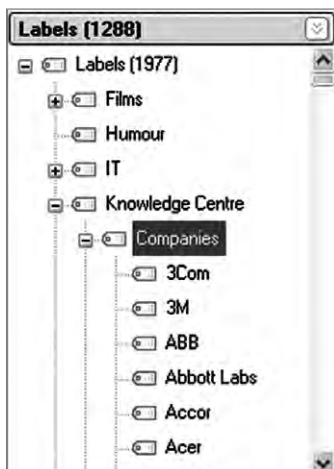 Labels (1288)
Labels (1977)
Films
Humour
IT
Knowledge Centre
Companies
3Com
3M
ABB
Abbott Labs
Accor
Acer